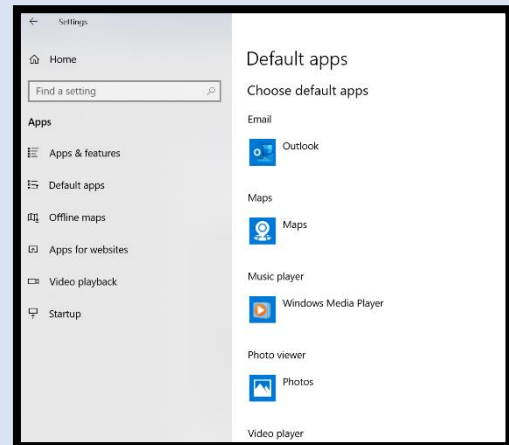 Settings
Home
Find a setting
Apps
Apps & features
Default apps
Offline maps
Apps for websites
Video playback
Startup
Default apps
Choose default apps
Email
Outlook
Maps
Maps
Music player
Windows Media Player
Photo viewer
Photos
Video player